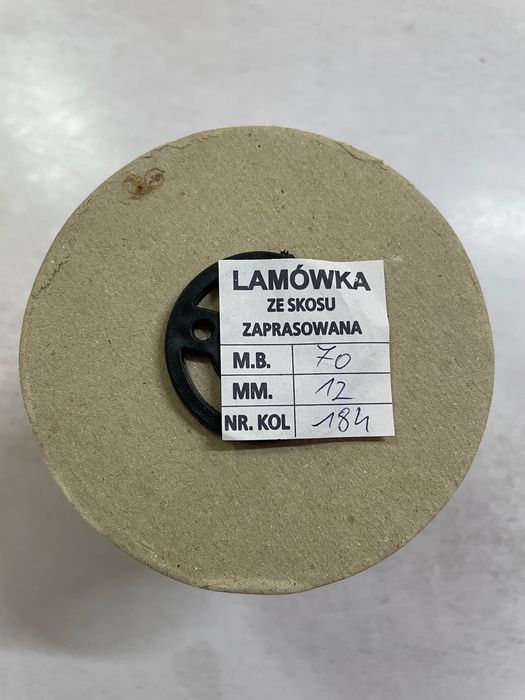 LAMÓWKA
ZE SKOSU
ZAPRASOWANA
M.B. 70
MM. 12
NR. KOL 184